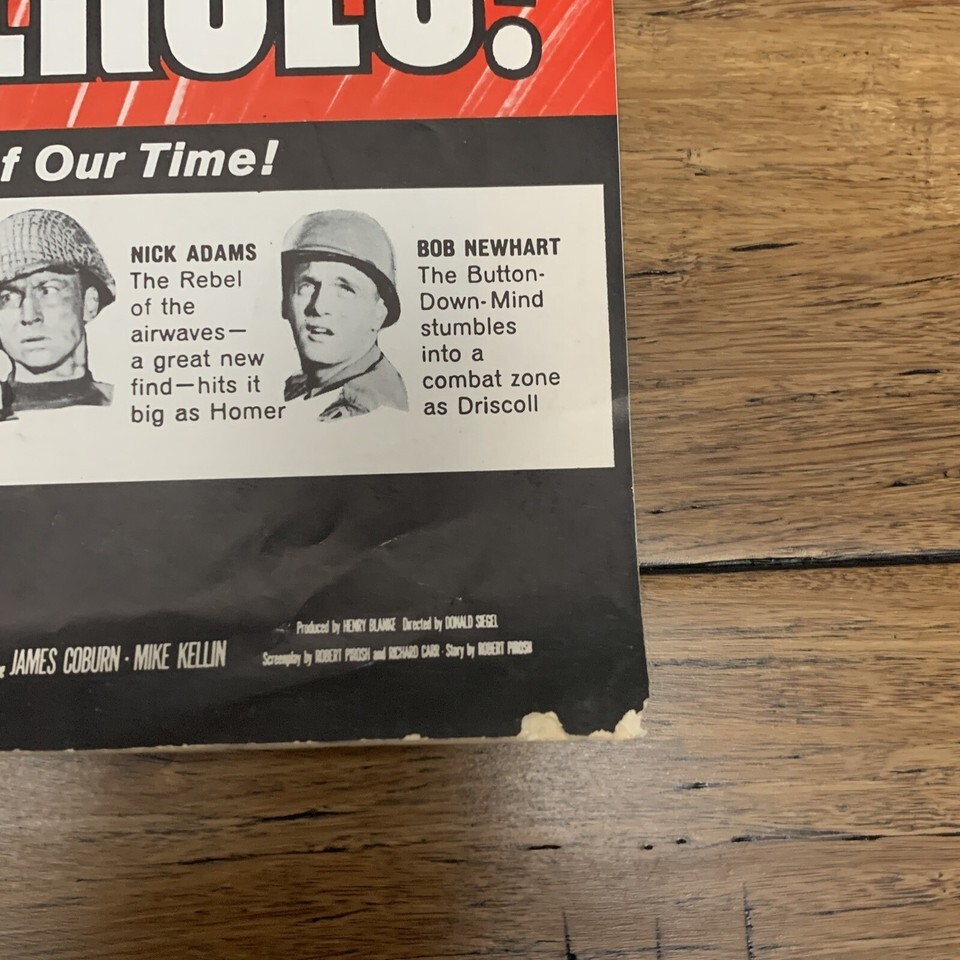 f Our Time!
NICK ADAMS
The Rebel
of the
airwaves—
a great new
find—hits it
big as Homer
BOB NEWHART
The Button-
Down-Mind
stumbles
into a
combat zone
as Driscoll
JAMES COBURN · MIKE KELLIN
Produced by HENRY BLANKE Directed by DONALD SIEGEL
Screenplay by ROBERT PIROSH and RICHARD CARR · Story by ROBERT PIROSH